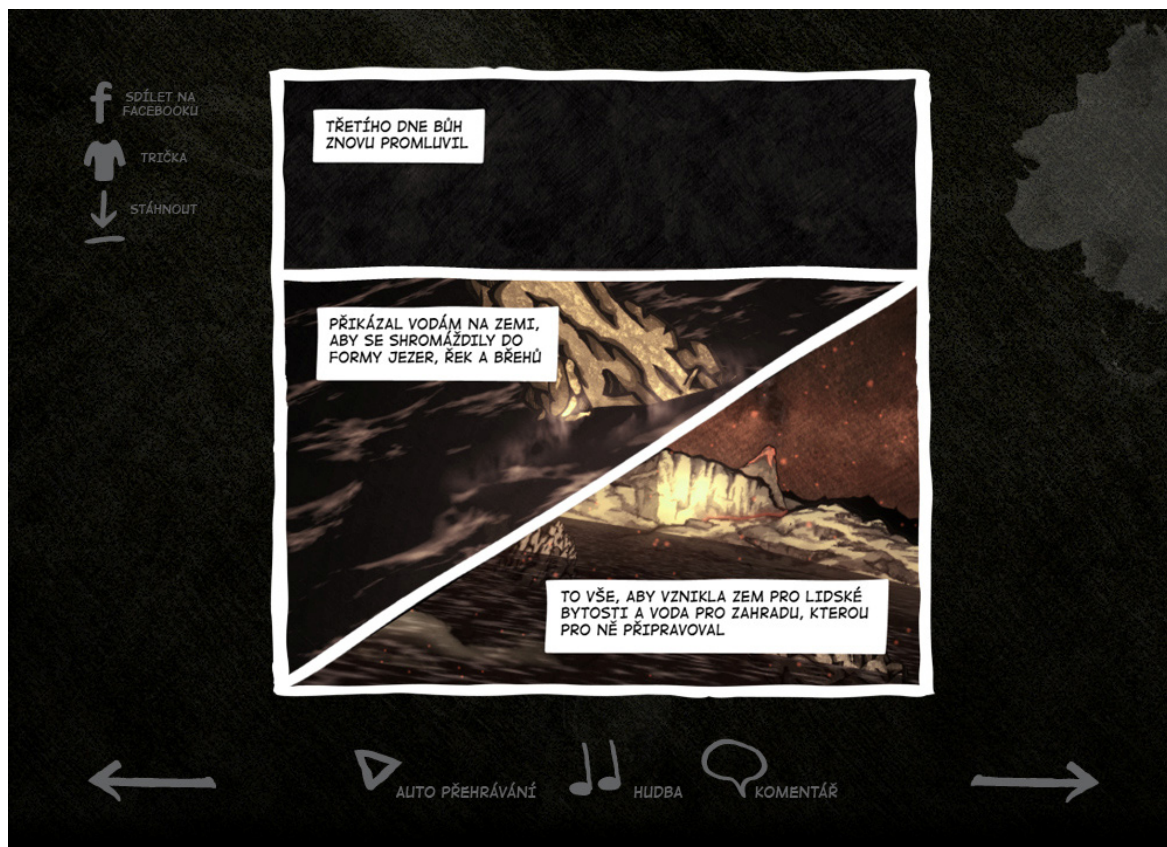 SDÍLET NA
FACEBOOKU
TRIČKA
STÁHNOUT
TŘETÍHO DNE BŮH
ZNOVU PROMLUVIL
PŘIKÁZAL VODÁM NA ZEMI,
ABY SE SHROMÁŽDILY DO
FORMY JEZER, ŘEK A BŘEHŮ
TO VŠE, ABY VZNIKLA ZEM PRO LIDSKÉ
BYTOSTI A VODA PRO ZAHRADU, KTEROU
PRO NĚ PŘIPRAVOVAL
AUTO PŘEHRÁVÁNÍ
HUDBA
KOMENTÁŘ